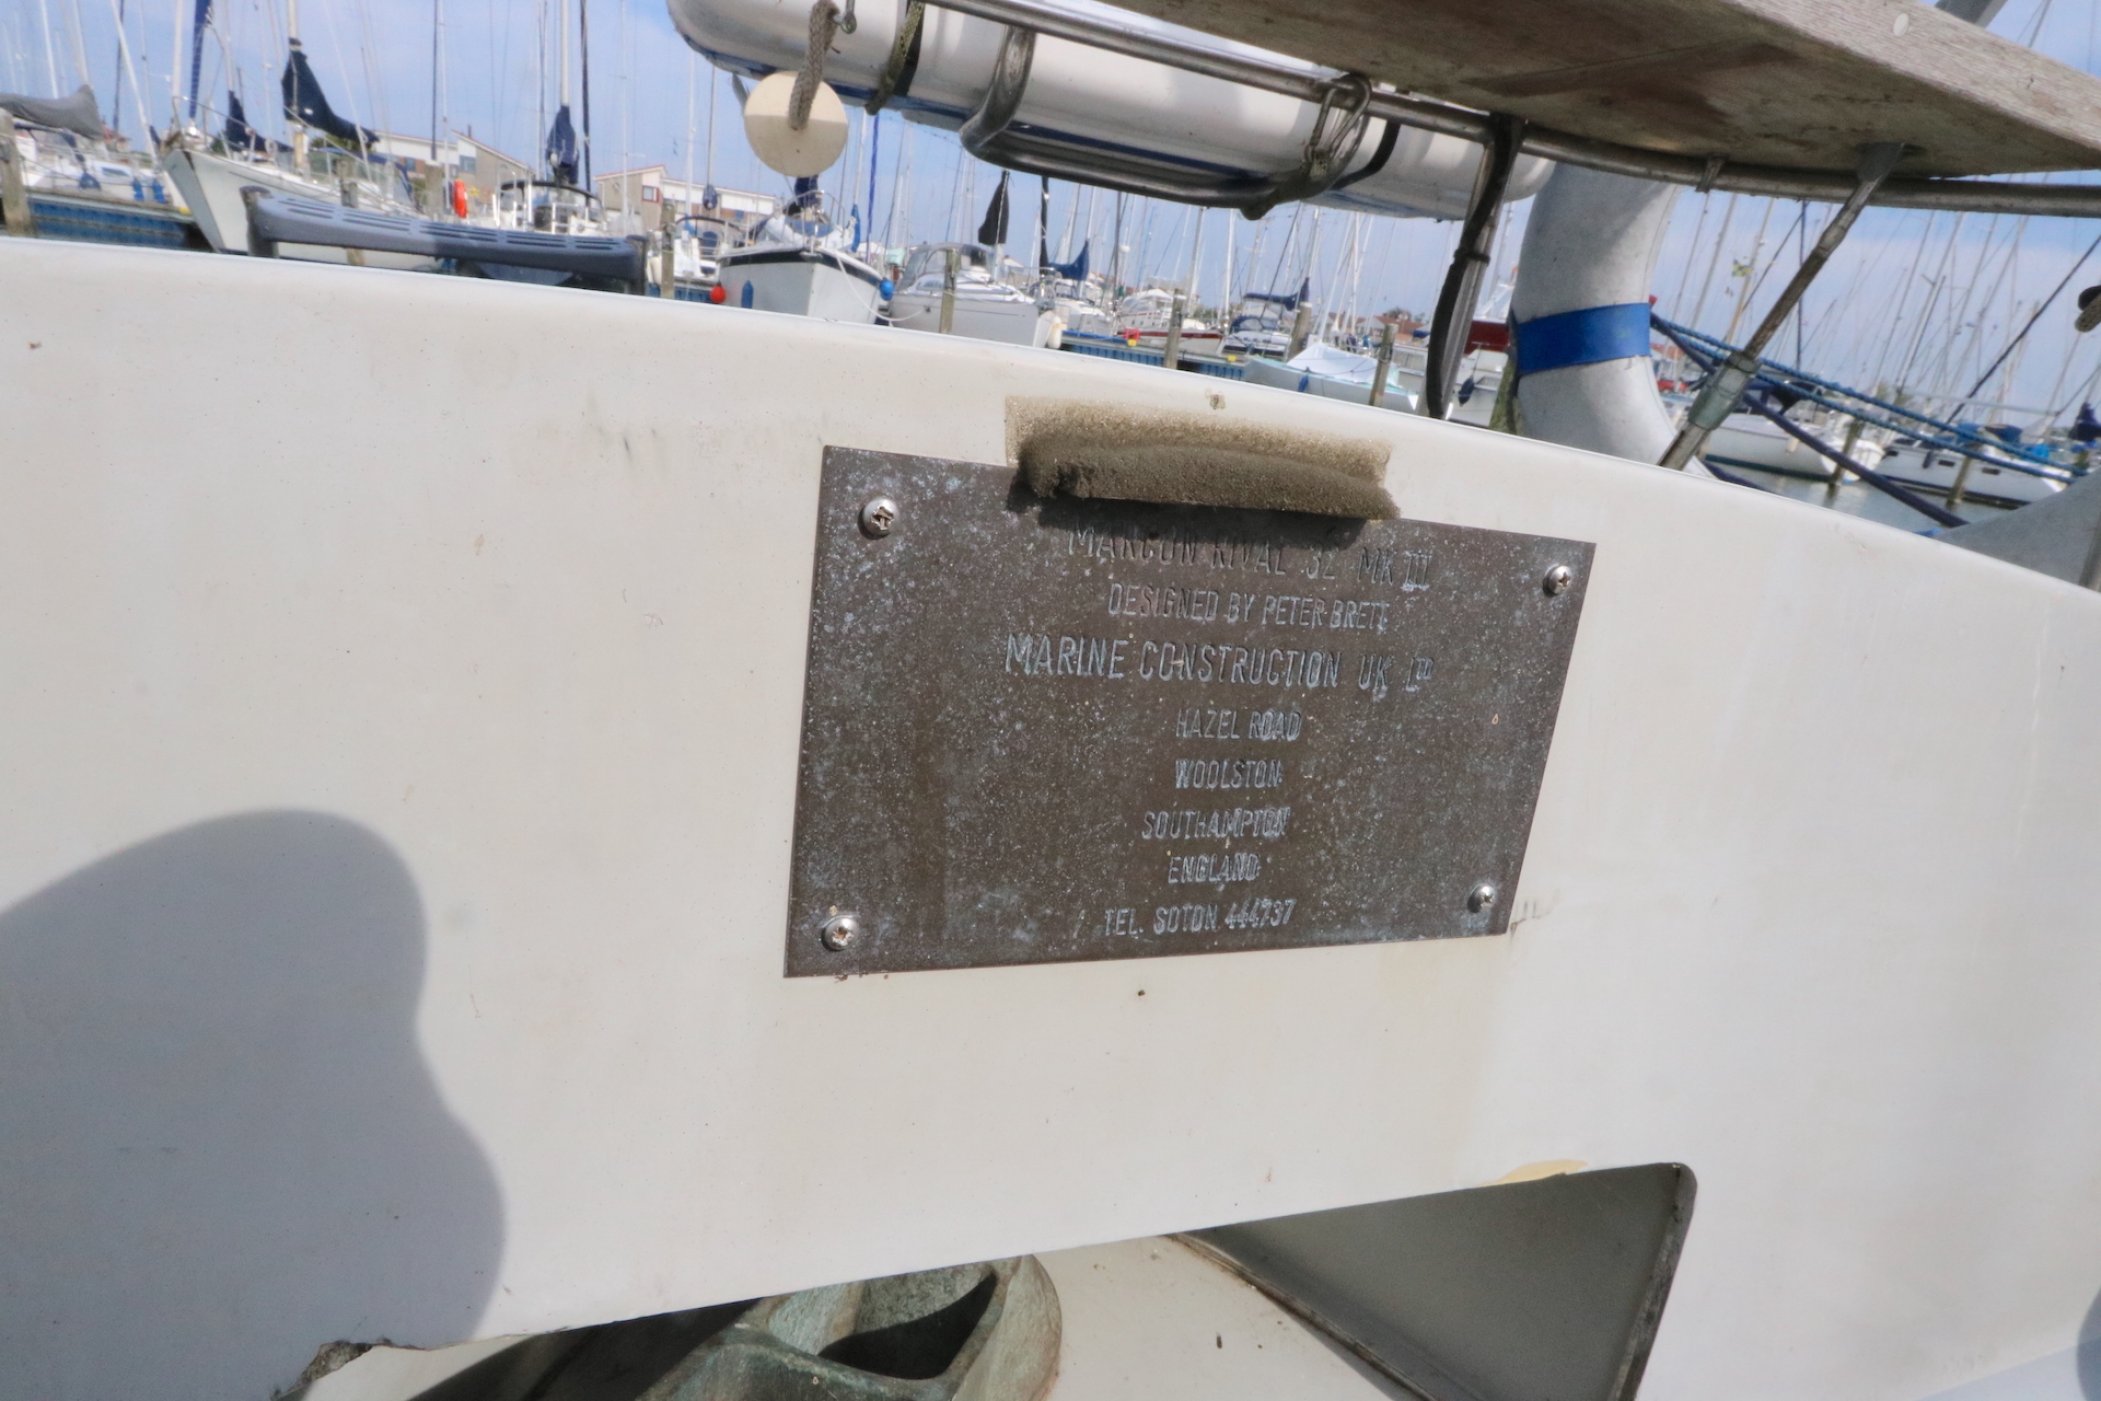 MARCON RIVAL 32 MK III
DESIGNED BY PETER BRETT
MARINE CONSTRUCTION UK LTD
HAZEL ROAD
WOOLSTON
SOUTHAMPTON
ENGLAND
TEL. SOTON 444737